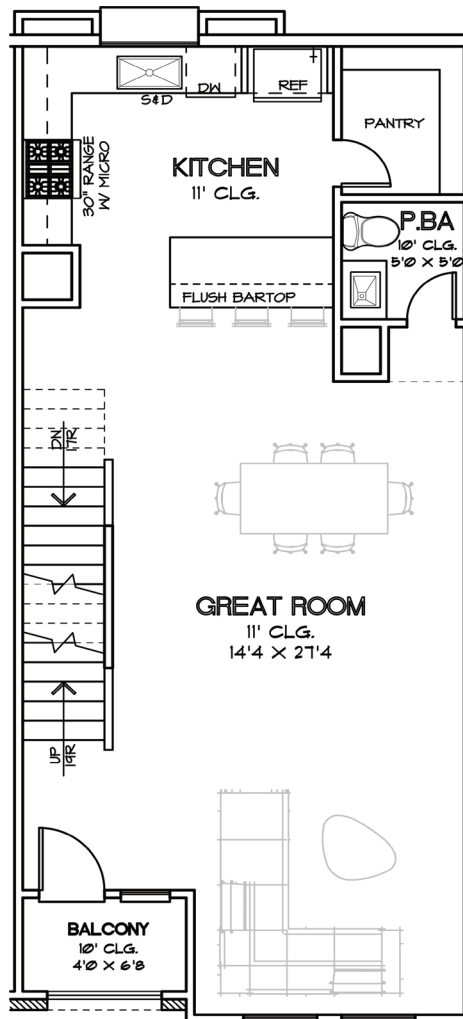 S&D
DW
REF
PANTRY
30" RANGE
W/ MICRO
KITCHEN
11' CLG.
P.BA
10' CLG.
5'0 X 5'0
FLUSH BARTOP
DN
17R
GREAT ROOM
11' CLG.
14'4 X 27'4
UP
19R
BALCONY
10' CLG.
4'0 X 6'8